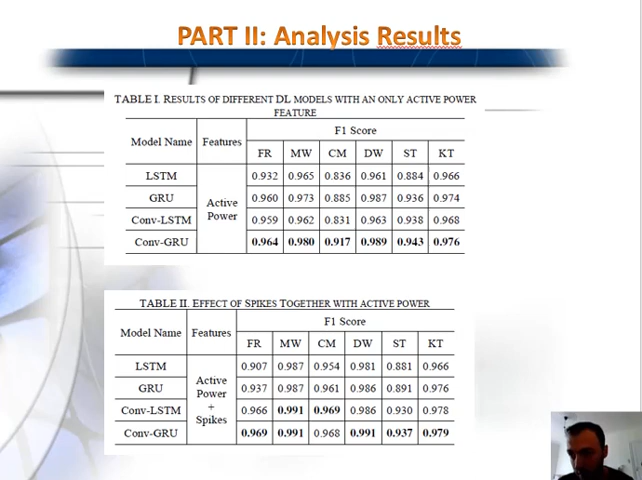 PART II: Analysis Results
TABLE I. RESULTS OF DIFFERENT DL MODELS WITH AN ONLY ACTIVE POWER
FEATURE
Model Name Features F1 Score
FR MW CM DW ST KT
LSTM Active Power 0.932 0.965 0.836 0.961 0.884 0.966
GRU 0.960 0.973 0.885 0.987 0.936 0.974
Conv-LSTM 0.959 0.962 0.831 0.963 0.938 0.968
Conv-GRU 0.964 0.980 0.917 0.989 0.943 0.976
TABLE II. EFFECT OF SPIKES TOGETHER WITH ACTIVE POWER
Model Name Features F1 Score
FR MW CM DW ST KT
LSTM Active Power + Spikes 0.907 0.987 0.954 0.981 0.881 0.966
GRU 0.937 0.987 0.961 0.986 0.891 0.976
Conv-LSTM 0.966 0.991 0.969 0.986 0.930 0.978
Conv-GRU 0.969 0.991 0.968 0.991 0.937 0.979